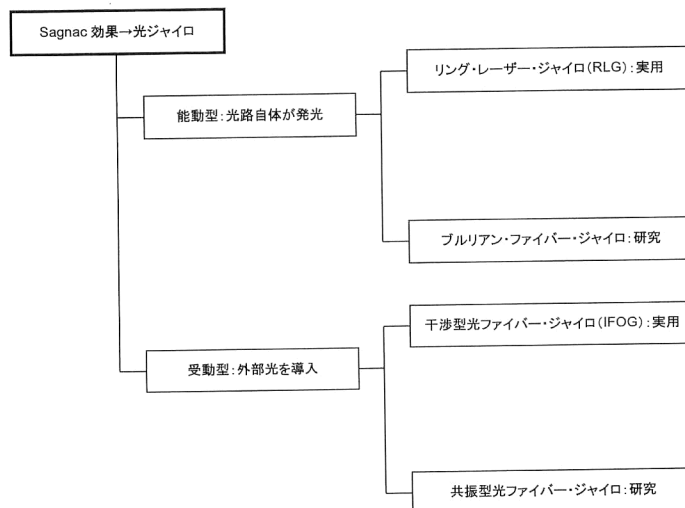 Sagnac 効果→光ジャイロ
リング・レーザー・ジャイロ(RLG):実用
能動型:光路自体が発光
ブルリアン・ファイバー・ジャイロ:研究
干渉型光ファイバー・ジャイロ(IFOG):実用
受動型:外部光を導入
共振型光ファイバー・ジャイロ:研究